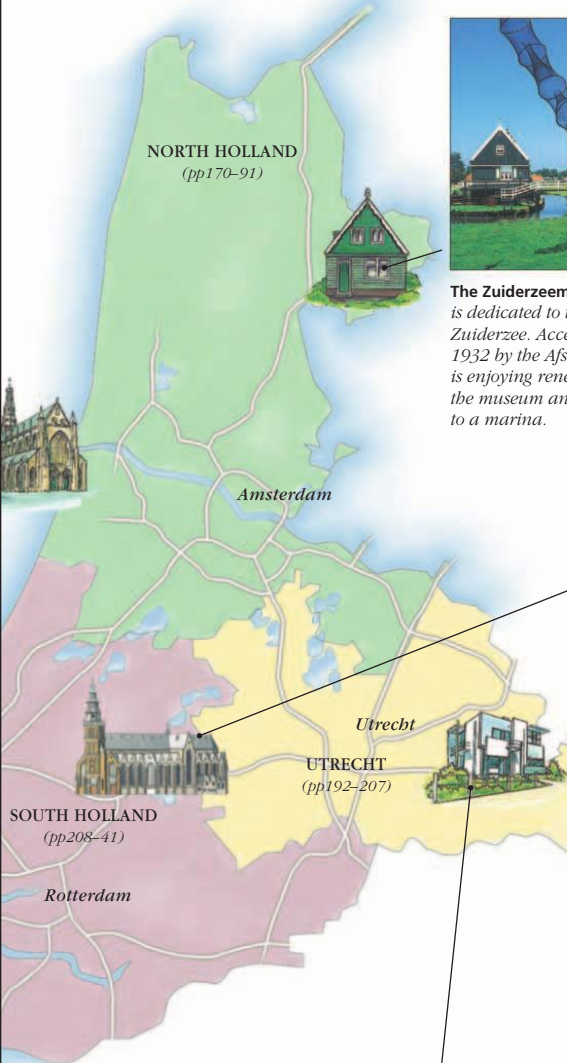 NORTH HOLLAND
(pp170–91)
The Zuiderzeem
is dedicated to
Zuiderzee. Acce
1932 by the Afs
is enjoying rene
the museum an
to a marina.
Amsterdam
Utrecht
UTRECHT
(pp192–207)
SOUTH HOLLAND
(pp208–41)
Rotterdam